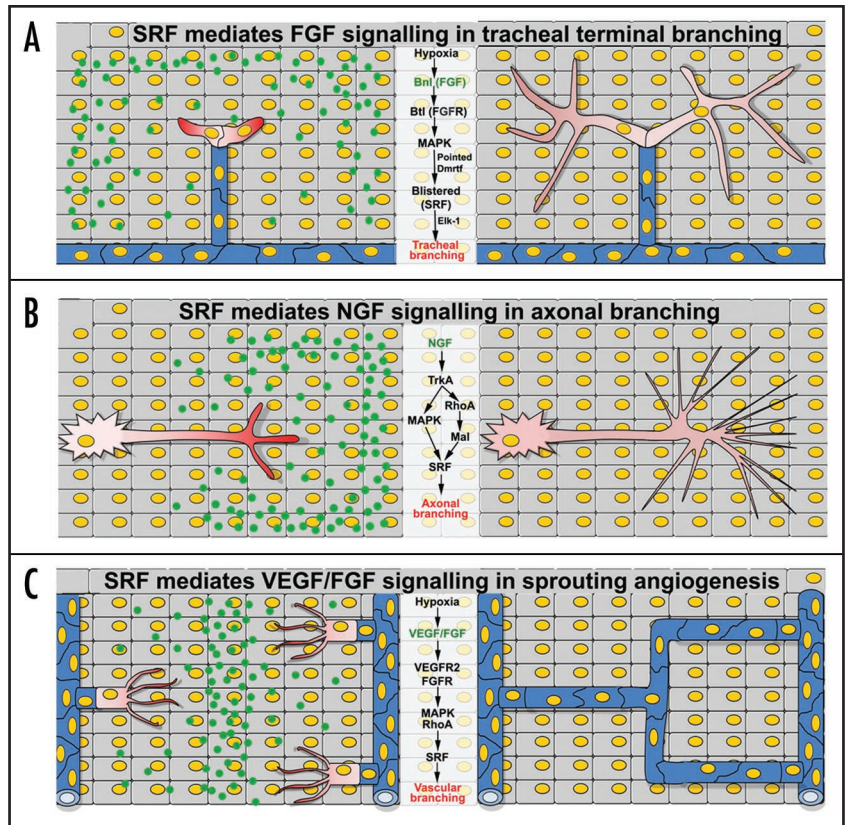 A
SRF mediates FGF signalling in tracheal terminal branching
Hypoxia
Bnl (FGF)
Btl (FGFR)
MAPK
Pointed
Dmrtf
Blistered
(SRF)
Elk-1
Tracheal
branching
B
SRF mediates NGF signalling in axonal branching
NGF
TrkA
RhoA
MAPK
Mal
SRF
Axonal
branching
C
SRF mediates VEGF/FGF signalling in sprouting angiogenesis
Hypoxia
VEGF/FGF
VEGFR2
FGFR
MAPK
RhoA
SRF
Vascular
branching